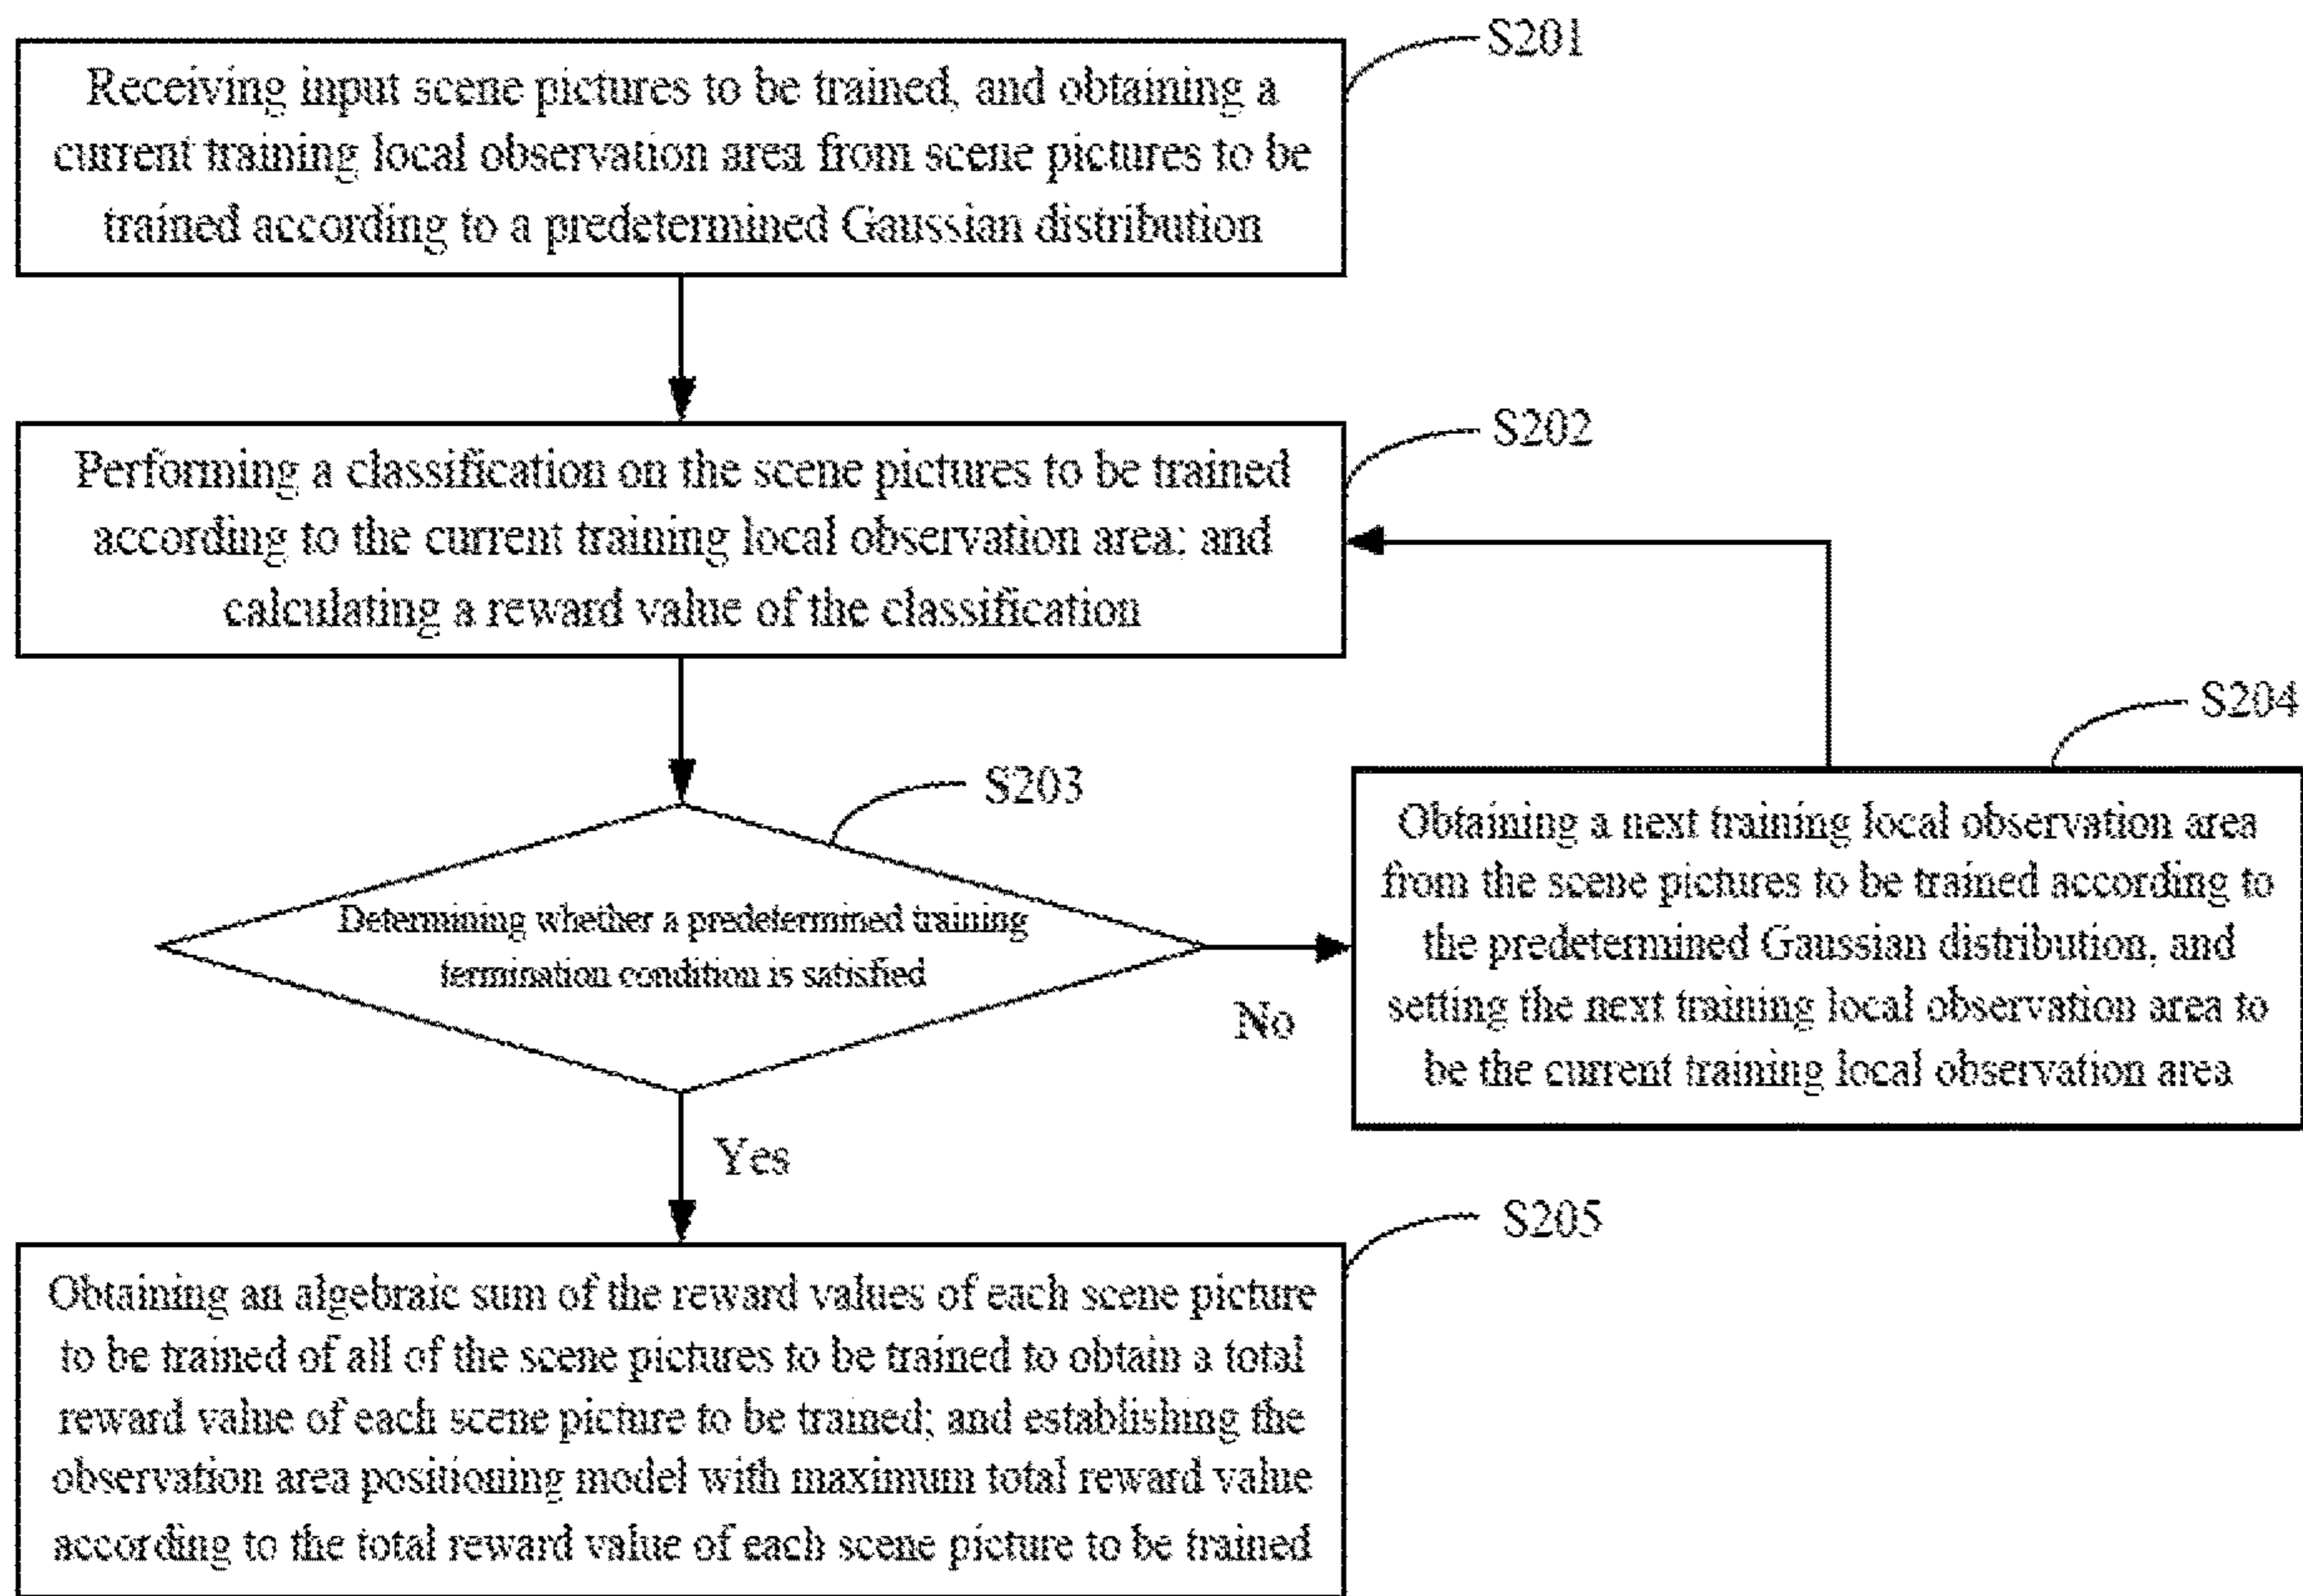 S201
Receiving input scene pictures to be trained, and obtaining a
current training local observation area from scene pictures to be
trained according to a predetermined Gaussian distribution
S202
Performing a classification on the scene pictures to be trained
according to the current training local observation area; and
calculating a reward value of the classification
S203
Determining whether a predetermined training
termination condition is satisfied
No
S204
Obtaining a next training local observation area
from the scene pictures to be trained according to
the predetermined Gaussian distribution, and
setting the next training local observation area to
be the current training local observation area
Yes
S205
Obtaining an algebraic sum of the reward values of each scene picture
to be trained of all of the scene pictures to be trained to obtain a total
reward value of each scene picture to be trained; and establishing the
observation area positioning model with maximum total reward value
according to the total reward value of each scene picture to be trained